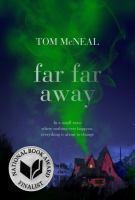 TOM McNEAL
far far
away
In a small town
where nothing ever happens,
everything is about to change
NATIONAL BOOK AWARD
FINALIST